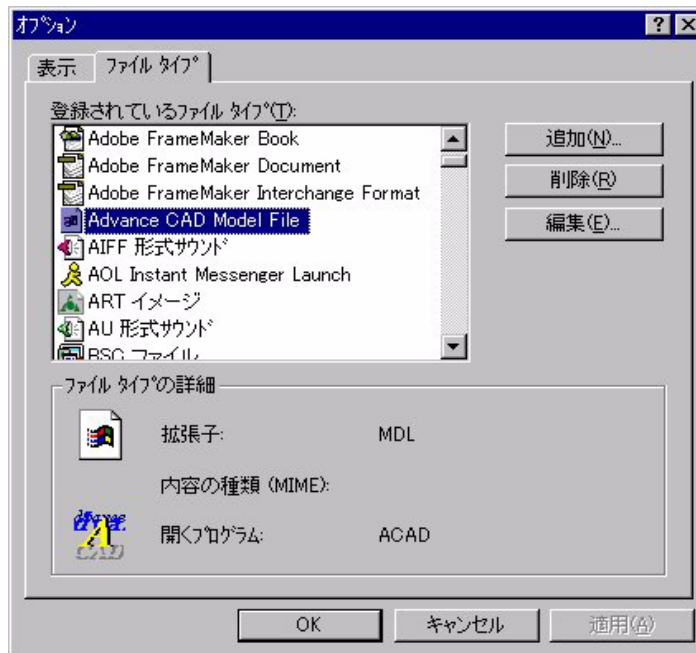 オプション
表示 ファイル タイプ
登録されているファイル タイプ(T):
Adobe FrameMaker Book
Adobe FrameMaker Document
Adobe FrameMaker Interchange Format
Advance CAD Model File
AIFF 形式サウンド
AOL Instant Messenger Launch
ART イメージ
AU 形式サウンド
BSC ファイル
追加(N)...
削除(R)
編集(E)...
ファイル タイプの詳細
拡張子: MDL
内容の種類 (MIME):
開くプログラム: ACAD
OK キャンセル 適用(A)